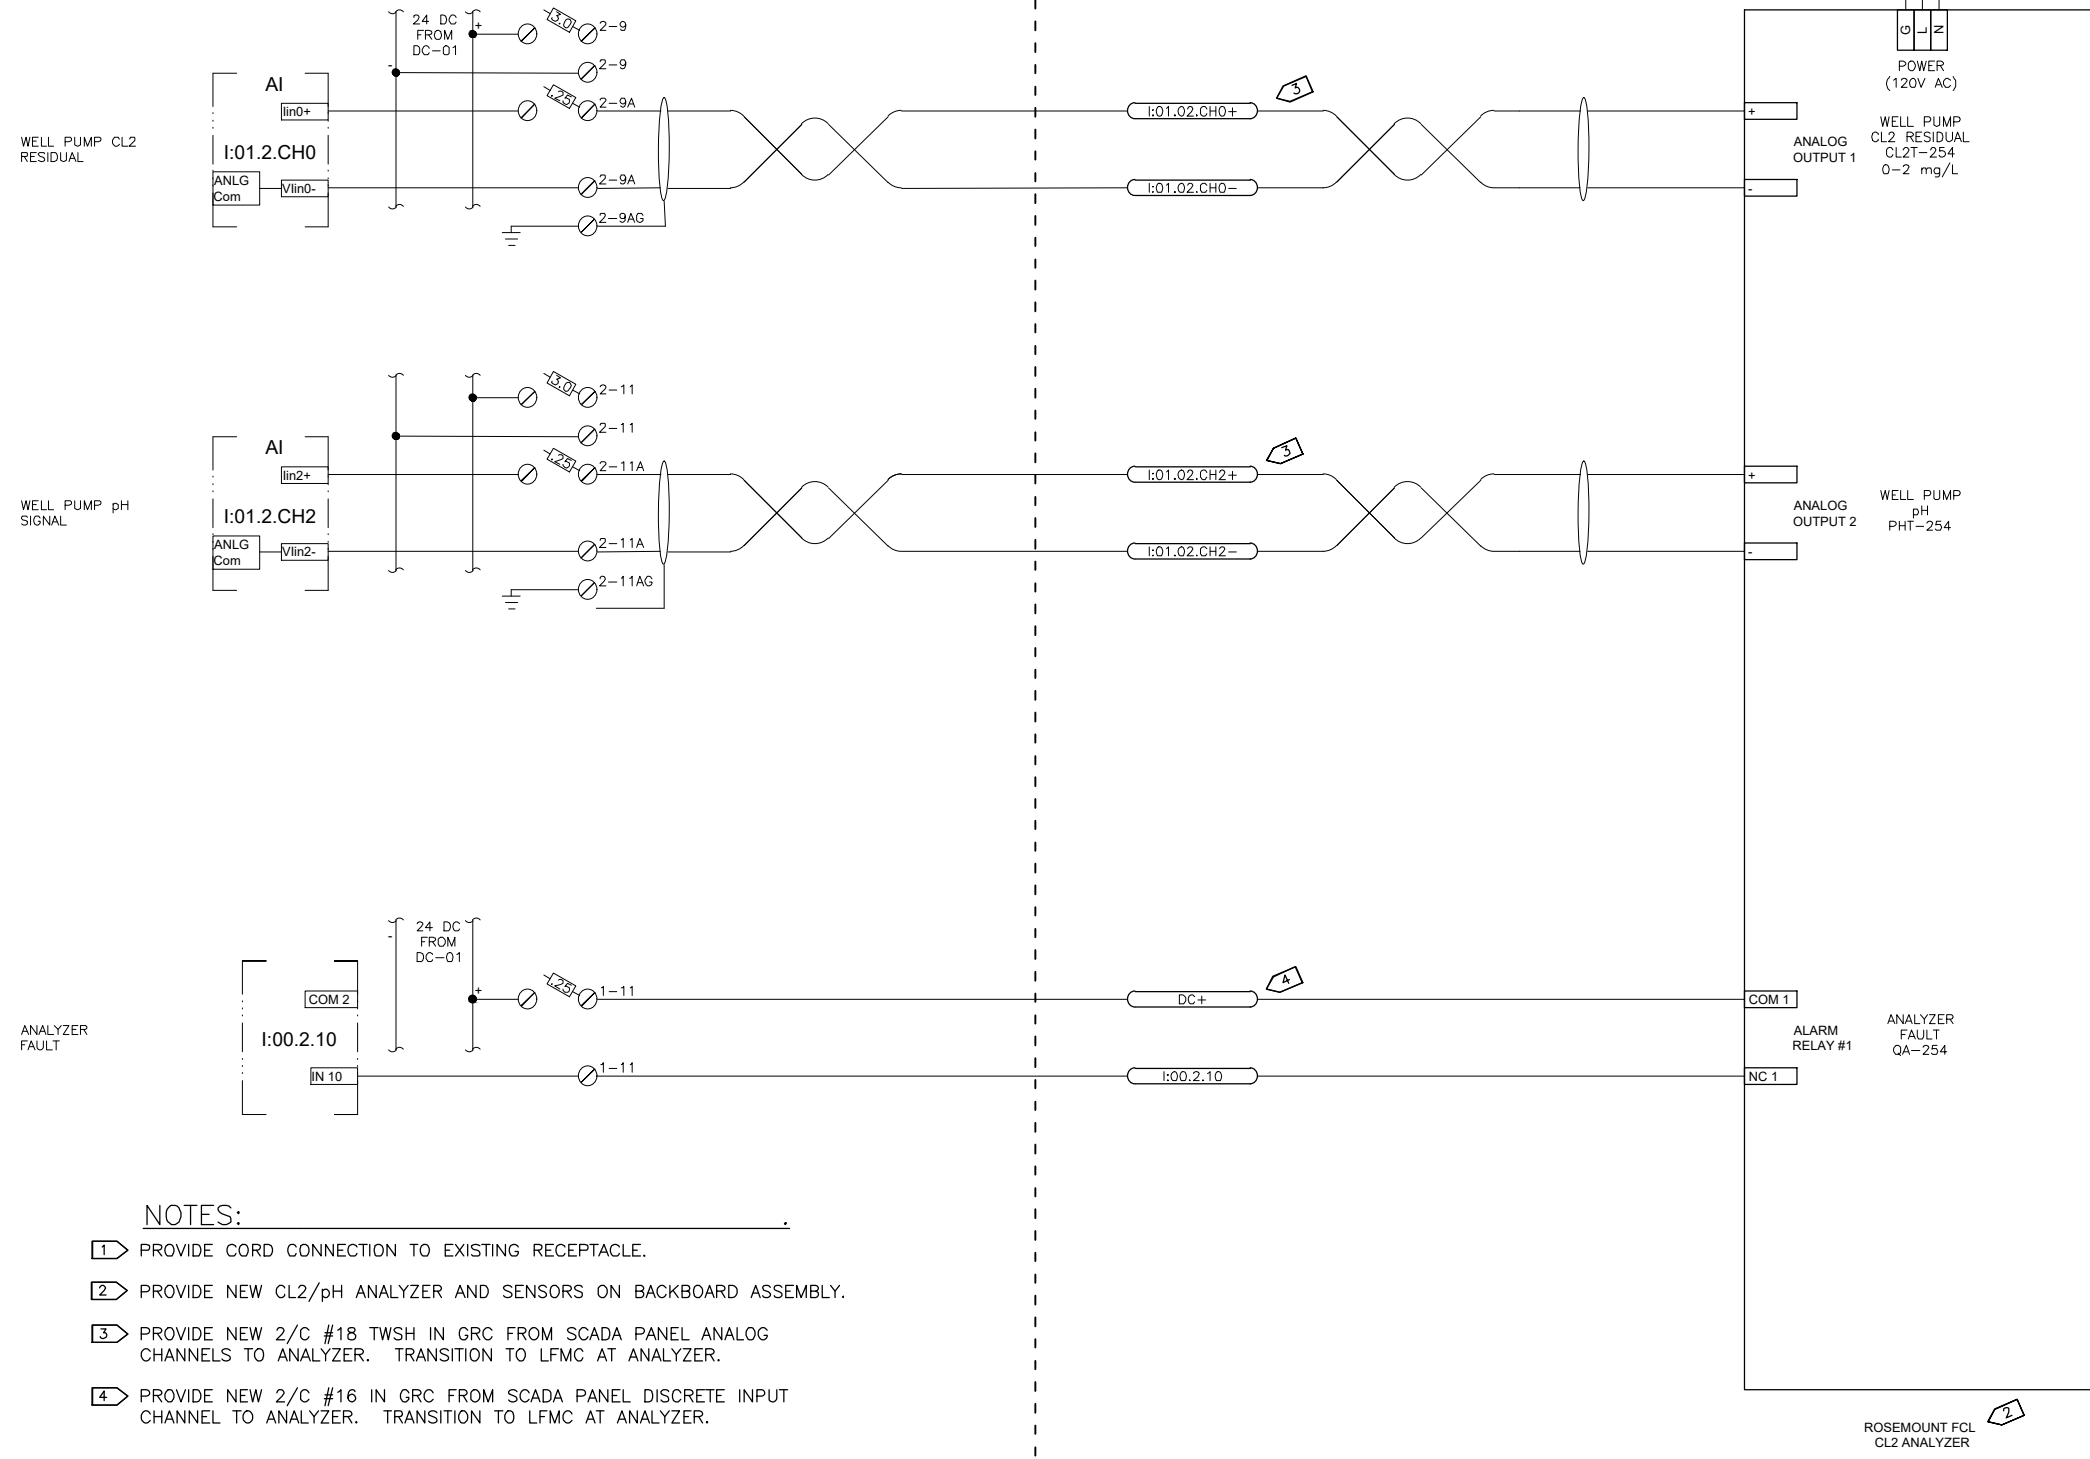 24 DC
FROM
DC-01
+
-
3.0
2-9
2-9
AI
Iin0+
.25
2-9A
WELL PUMP CL2
RESIDUAL
I:01.2.CH0
ANLG
Com
VIin0-
2-9A
2-9AG
I:01.02.CH0+
3
I:01.02.CH0-
G
L
N
POWER
(120V AC)
+
ANALOG
OUTPUT 1
-
WELL PUMP
CL2 RESIDUAL
CL2T-254
0-2 mg/L
3.0
2-11
2-11
AI
Iin2+
.25
2-11A
WELL PUMP pH
SIGNAL
I:01.2.CH2
ANLG
Com
VIin2-
2-11A
2-11AG
I:01.02.CH2+
3
I:01.02.CH2-
+
ANALOG
OUTPUT 2
-
WELL PUMP
pH
PHT-254
24 DC
FROM
DC-01
-
+
COM 2
.25
1-11
ANALYZER
FAULT
I:00.2.10
IN 10
1-11
DC+
4
I:00.2.10
COM 1
ALARM
RELAY #1
NC 1
ANALYZER
FAULT
QA-254
NOTES:
.
1 PROVIDE CORD CONNECTION TO EXISTING RECEPTACLE.
2 PROVIDE NEW CL2/pH ANALYZER AND SENSORS ON BACKBOARD ASSEMBLY.
3 PROVIDE NEW 2/C #18 TWSH IN GRC FROM SCADA PANEL ANALOG
CHANNELS TO ANALYZER. TRANSITION TO LFMC AT ANALYZER.
4 PROVIDE NEW 2/C #16 IN GRC FROM SCADA PANEL DISCRETE INPUT
CHANNEL TO ANALYZER. TRANSITION TO LFMC AT ANALYZER.
2
ROSEMOUNT FCL
CL2 ANALYZER